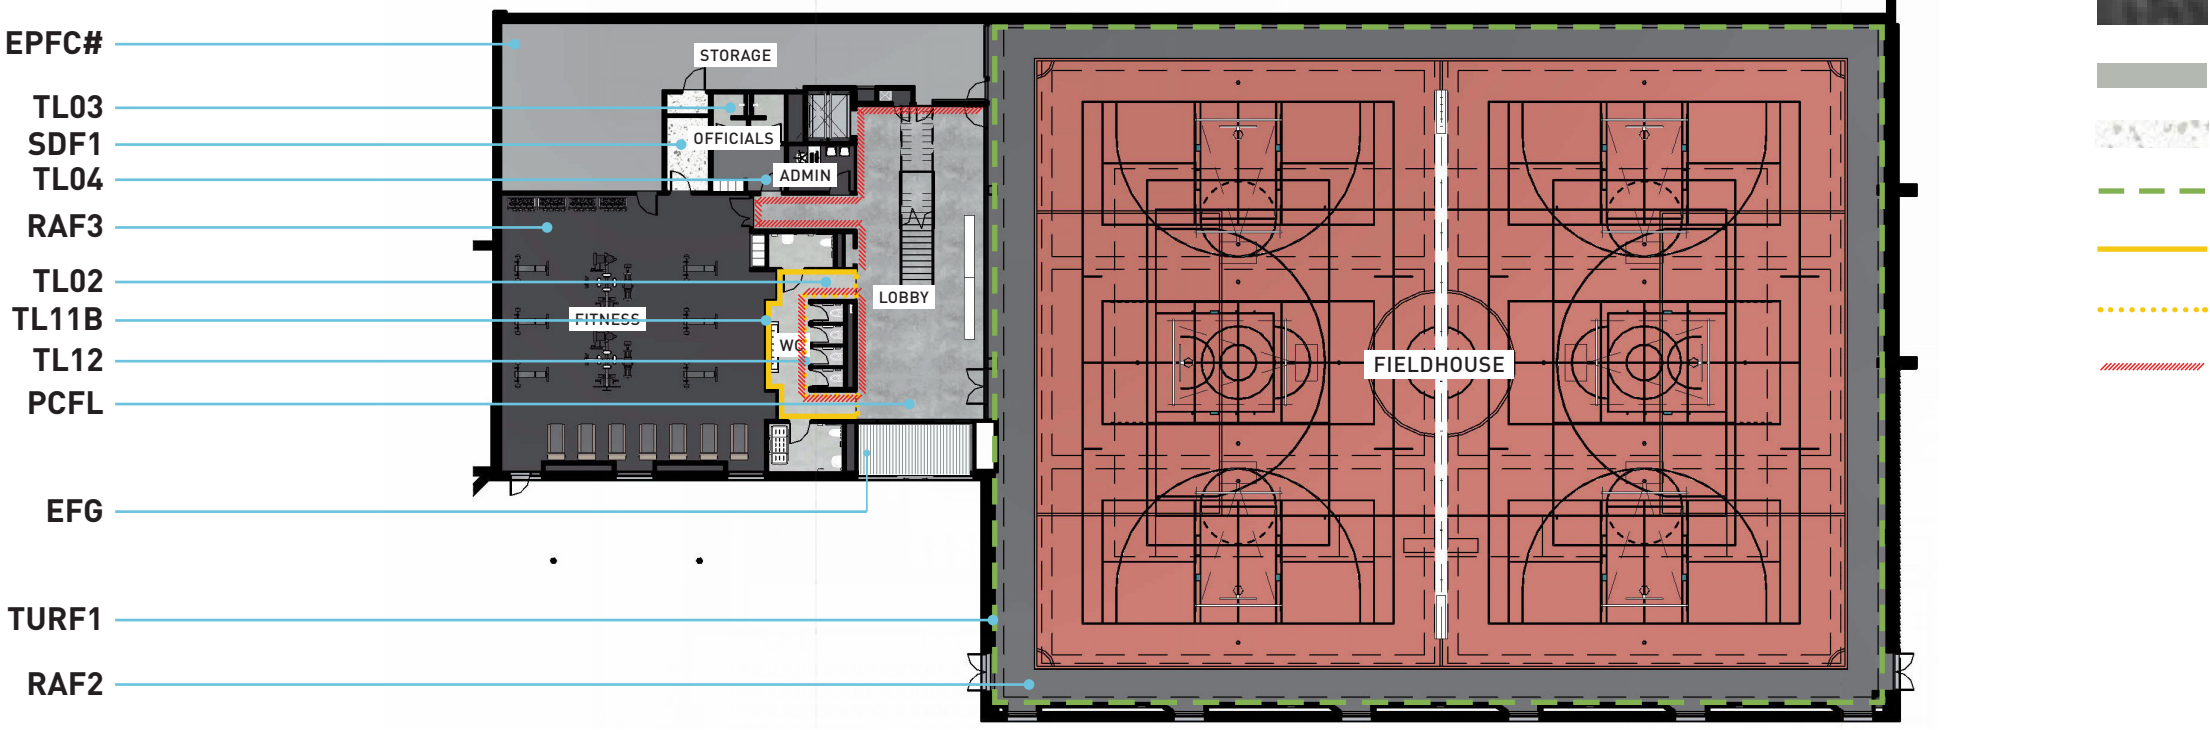 EPFC#
TL03
SDF1
TL04
RAF3
TL02
TL11B
TL12
PCFL
EFG
TURF1
RAF2
STORAGE
OFFICIALS
ADMIN
LOBBY
FITNESS
WC
FIELDHOUSE